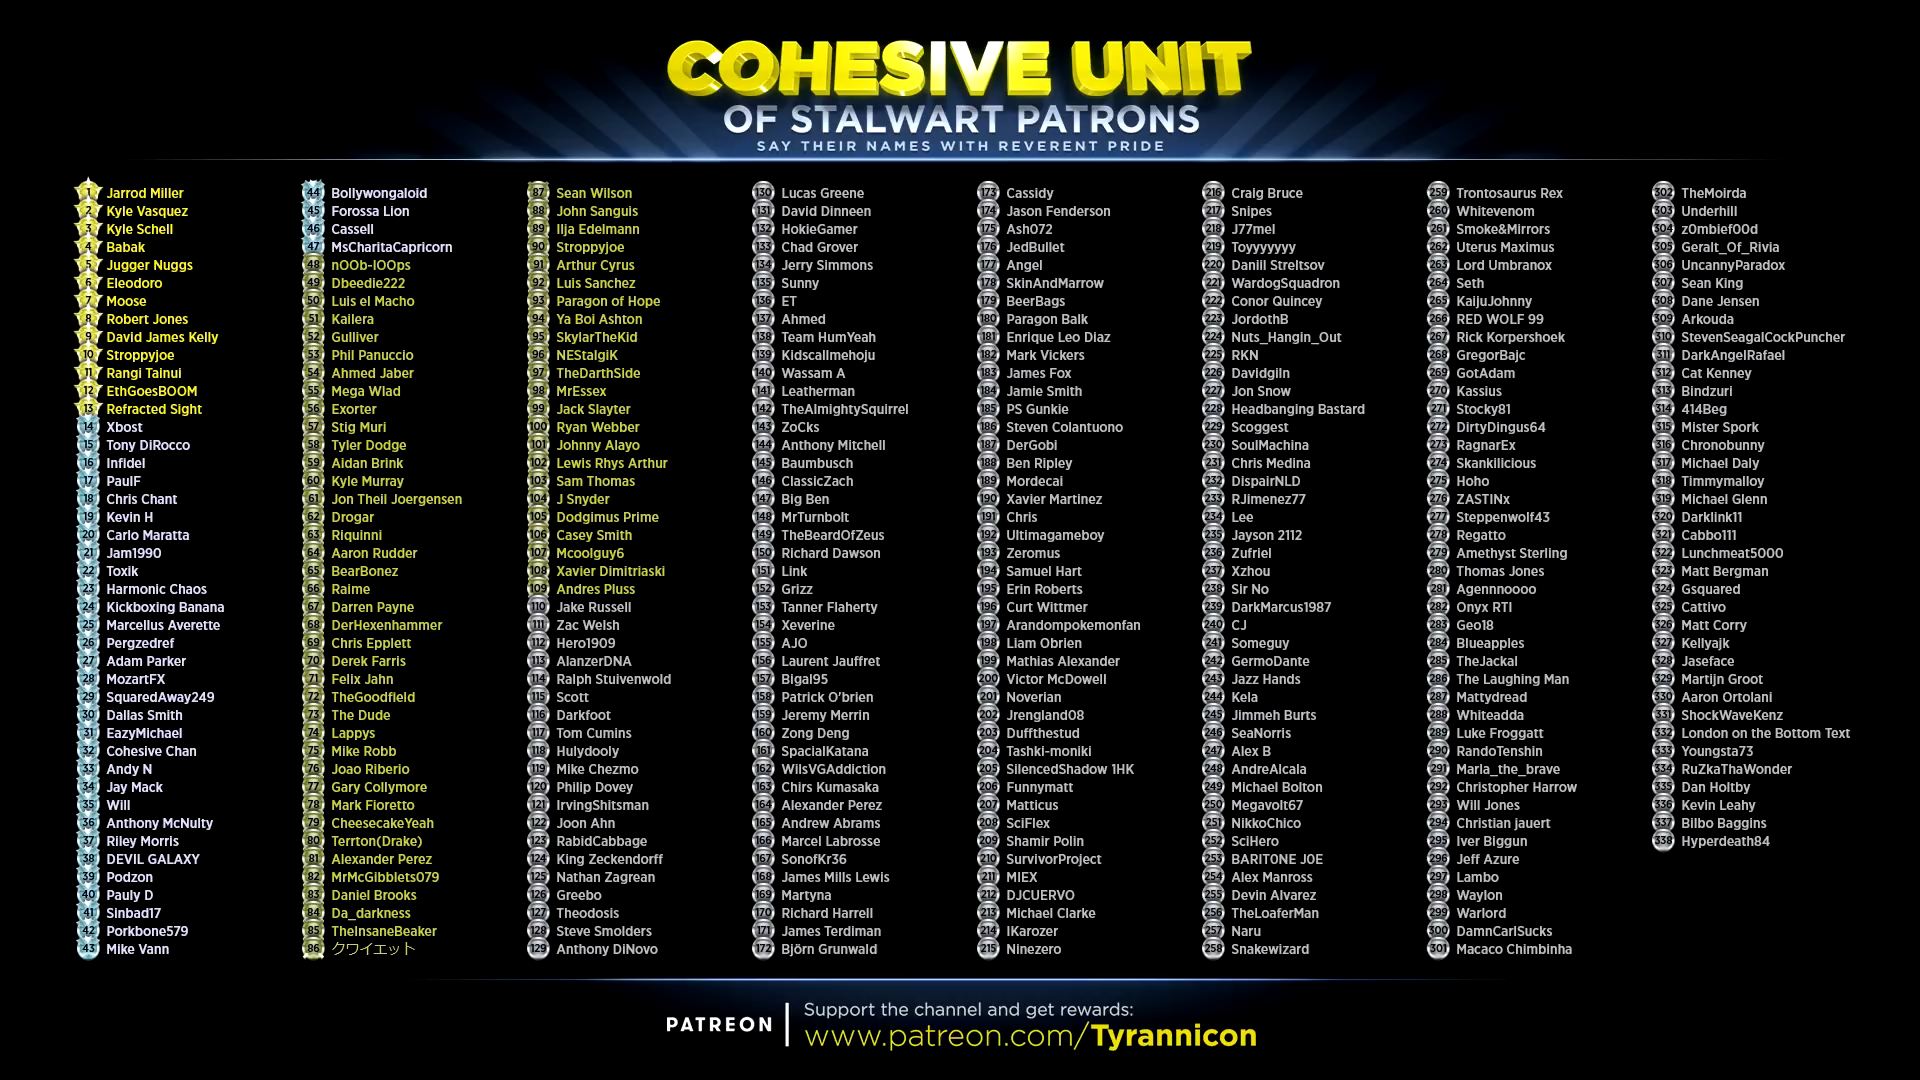 COHESIVE UNIT
OF STALWART PATRONS
SAY THEIR NAMES WITH REVERENT PRIDE
1 Jarrod Miller
2 Kyle Vasquez
3 Kyle Schell
4 Babak
5 Jugger Nuggs
6 Eleodoro
7 Moose
8 Robert Jones
9 David James Kelly
10 Stroppyjoe
11 Rangi Tainui
12 EthGoesBOOM
13 Refracted Sight
14 Xbost
15 Tony DiRocco
16 Infidel
17 PaulF
18 Chris Chant
19 Kevin H
20 Carlo Maratta
21 Jam1990
22 Toxik
23 Harmonic Chaos
24 Kickboxing Banana
25 Marcellus Averette
26 Pergzedref
27 Adam Parker
28 MozartFX
29 SquaredAway249
30 Dallas Smith
31 EazyMichael
32 Cohesive Chan
33 Andy N
34 Jay Mack
35 Will
36 Anthony McNulty
37 Riley Morris
38 DEVIL GALAXY
39 Podzon
40 Pauly D
41 Sinbad17
42 Porkbone579
43 Mike Vann
44 Bollywongaloid
45 Forossa Lion
46 Cassell
47 MsCharitaCapricorn
48 nOOb-lOOps
49 Dbeedie222
50 Luis el Macho
51 Kailera
52 Gulliver
53 Phil Panuccio
54 Ahmed Jaber
55 Mega Wlad
56 Exorter
57 Stig Muri
58 Tyler Dodge
59 Aidan Brink
60 Kyle Murray
61 Jon Theil Joergensen
62 Drogar
63 Riquinni
64 Aaron Rudder
65 BearBonez
66 Raime
67 Darren Payne
68 DerHexenhammer
69 Chris Epplett
70 Derek Farris
71 Felix Jahn
72 TheGoodfield
73 The Dude
74 Lappys
75 Mike Robb
76 Joao Riberio
77 Gary Collymore
78 Mark Fioretto
79 CheesecakeYeah
80 Terrton(Drake)
81 Alexander Perez
82 MrMcGibblets079
83 Daniel Brooks
84 Da_darkness
85 TheInsaneBeaker
86 クワイエット
87 Sean Wilson
88 John Sanguis
89 Ilja Edelmann
90 Stroppyjoe
91 Arthur Cyrus
92 Luis Sanchez
93 Paragon of Hope
94 Ya Boi Ashton
95 SkylarTheKid
96 NEStalgiK
97 TheDarthSide
98 MrEssex
99 Jack Slayter
100 Ryan Webber
101 Johnny Alayo
102 Lewis Rhys Arthur
103 Sam Thomas
104 J Snyder
105 Dodgimus Prime
106 Casey Smith
107 Mcoolguy6
108 Xavier Dimitriaski
109 Andres Pluss
110 Jake Russell
111 Zac Welsh
112 Hero1909
113 AlanzerDNA
114 Ralph Stuivenwold
115 Scott
116 Darkfoot
117 Tom Cumins
118 Hulydooly
119 Mike Chezmo
120 Philip Dovey
121 IrvingShitsman
122 Joon Ahn
123 RabidCabbage
124 King Zeckendorff
125 Nathan Zagrean
126 Greebo
127 Theodosis
128 Steve Smolders
129 Anthony DiNovo
130 Lucas Greene
131 David Dinneen
132 HokieGamer
133 Chad Grover
134 Jerry Simmons
135 Sunny
136 ET
137 Ahmed
138 Team HumYeah
139 Kidscallmehoju
140 Wassam A
141 Leatherman
142 TheAlmightySquirrel
143 ZoCks
144 Anthony Mitchell
145 Baumbusch
146 ClassicZach
147 Big Ben
148 MrTurnbolt
149 TheBeardOfZeus
150 Richard Dawson
151 Link
152 Grizz
153 Tanner Flaherty
154 Xeverine
155 AJO
156 Laurent Jauffret
157 Bigal95
158 Patrick O'brien
159 Jeremy Merrin
160 Zong Deng
161 SpacialKatana
162 WilsVGAddiction
163 Chirs Kumasaka
164 Alexander Perez
165 Andrew Abrams
166 Marcel Labrosse
167 SonofKr36
168 James Mills Lewis
169 Martyna
170 Richard Harrell
171 James Terdiman
172 Björn Grunwald
173 Cassidy
174 Jason Fenderson
175 Ash072
176 JedBullet
177 Angel
178 SkinAndMarrow
179 BeerBags
180 Paragon Balk
181 Enrique Leo Diaz
182 Mark Vickers
183 James Fox
184 Jamie Smith
185 PS Gunkie
186 Steven Colantuono
187 DerGobi
188 Ben Ripley
189 Mordecai
190 Xavier Martinez
191 Chris
192 Ultimagameboy
193 Zeromus
194 Samuel Hart
195 Erin Roberts
196 Curt Wittmer
197 Arandompokemonfan
198 Liam Obrien
199 Mathias Alexander
200 Victor McDowell
201 Noverian
202 Jrengland08
203 Duffthestud
204 Tashki-moniki
205 SilencedShadow 1HK
206 Funnymatt
207 Matticus
208 SciFlex
209 Shamir Polin
210 SurvivorProject
211 MIEX
212 DJCUERVO
213 Michael Clarke
214 IKarozer
215 Ninezero
216 Craig Bruce
217 Snipes
218 J77mel
219 Toyyyyyyy
220 Daniil Streltsov
221 WardogSquadron
222 Conor Quincey
223 JordothB
224 Nuts_Hangin_Out
225 RKN
226 Davidgiln
227 Jon Snow
228 Headbanging Bastard
229 Scoggest
230 SoulMachina
231 Chris Medina
232 DispairNLD
233 RJimenez77
234 Lee
235 Jayson 2112
236 Zufriel
237 Xzhou
238 Sir No
239 DarkMarcus1987
240 CJ
241 Someguy
242 GermoDante
243 Jazz Hands
244 Kela
245 Jimmeh Burts
246 SeaNorris
247 Alex B
248 AndreAlcala
249 Michael Bolton
250 Megavolt67
251 NikkoChico
252 SciHero
253 BARITONE JOE
254 Alex Manross
255 Devin Alvarez
256 TheLoaferMan
257 Naru
258 Snakewizard
259 Trontosaurus Rex
260 Whitevenom
261 Smoke&Mirrors
262 Uterus Maximus
263 Lord Umbranox
264 Seth
265 KaijuJohnny
266 RED WOLF 99
267 Rick Korpershoek
268 GregorBajc
269 GotAdam
270 Kassius
271 Stocky81
272 DirtyDingus64
273 RagnarEx
274 Skankilicious
275 Hoho
276 ZASTINx
277 Steppenwolf43
278 Regatto
279 Amethyst Sterling
280 Thomas Jones
281 Agennnoooo
282 Onyx RTI
283 Geo18
284 Blueapples
285 TheJackal
286 The Laughing Man
287 Mattydread
288 Whiteadda
289 Luke Froggatt
290 RandoTenshin
291 Marla_the_brave
292 Christopher Harrow
293 Will Jones
294 Christian jauert
295 Iver Biggun
296 Jeff Azure
297 Lambo
298 Waylon
299 Warlord
300 DamnCarlSucks
301 Macaco Chimbinha
302 TheMoirda
303 Underhill
304 z0mbief00d
305 Geralt_Of_Rivia
306 UncannyParadox
307 Sean King
308 Dane Jensen
309 Arkouda
310 StevenSeagalCockPuncher
311 DarkAngelRafael
312 Cat Kenney
313 Bindzuri
314 414Beg
315 Mister Spork
316 Chronobunny
317 Michael Daly
318 Timmymalloy
319 Michael Glenn
320 Darklink11
321 Cabbo111
322 Lunchmeat5000
323 Matt Bergman
324 Gsquared
325 Cattivo
326 Matt Corry
327 Kellyajk
328 Jaseface
329 Martijn Groot
330 Aaron Ortolani
331 ShockWaveKenz
332 London on the Bottom Text
333 Youngsta73
334 RuZkaThaWonder
335 Dan Holtby
336 Kevin Leahy
337 Bilbo Baggins
338 Hyperdeath84
PATREON
Support the channel and get rewards:
www.patreon.com/Tyrannicon